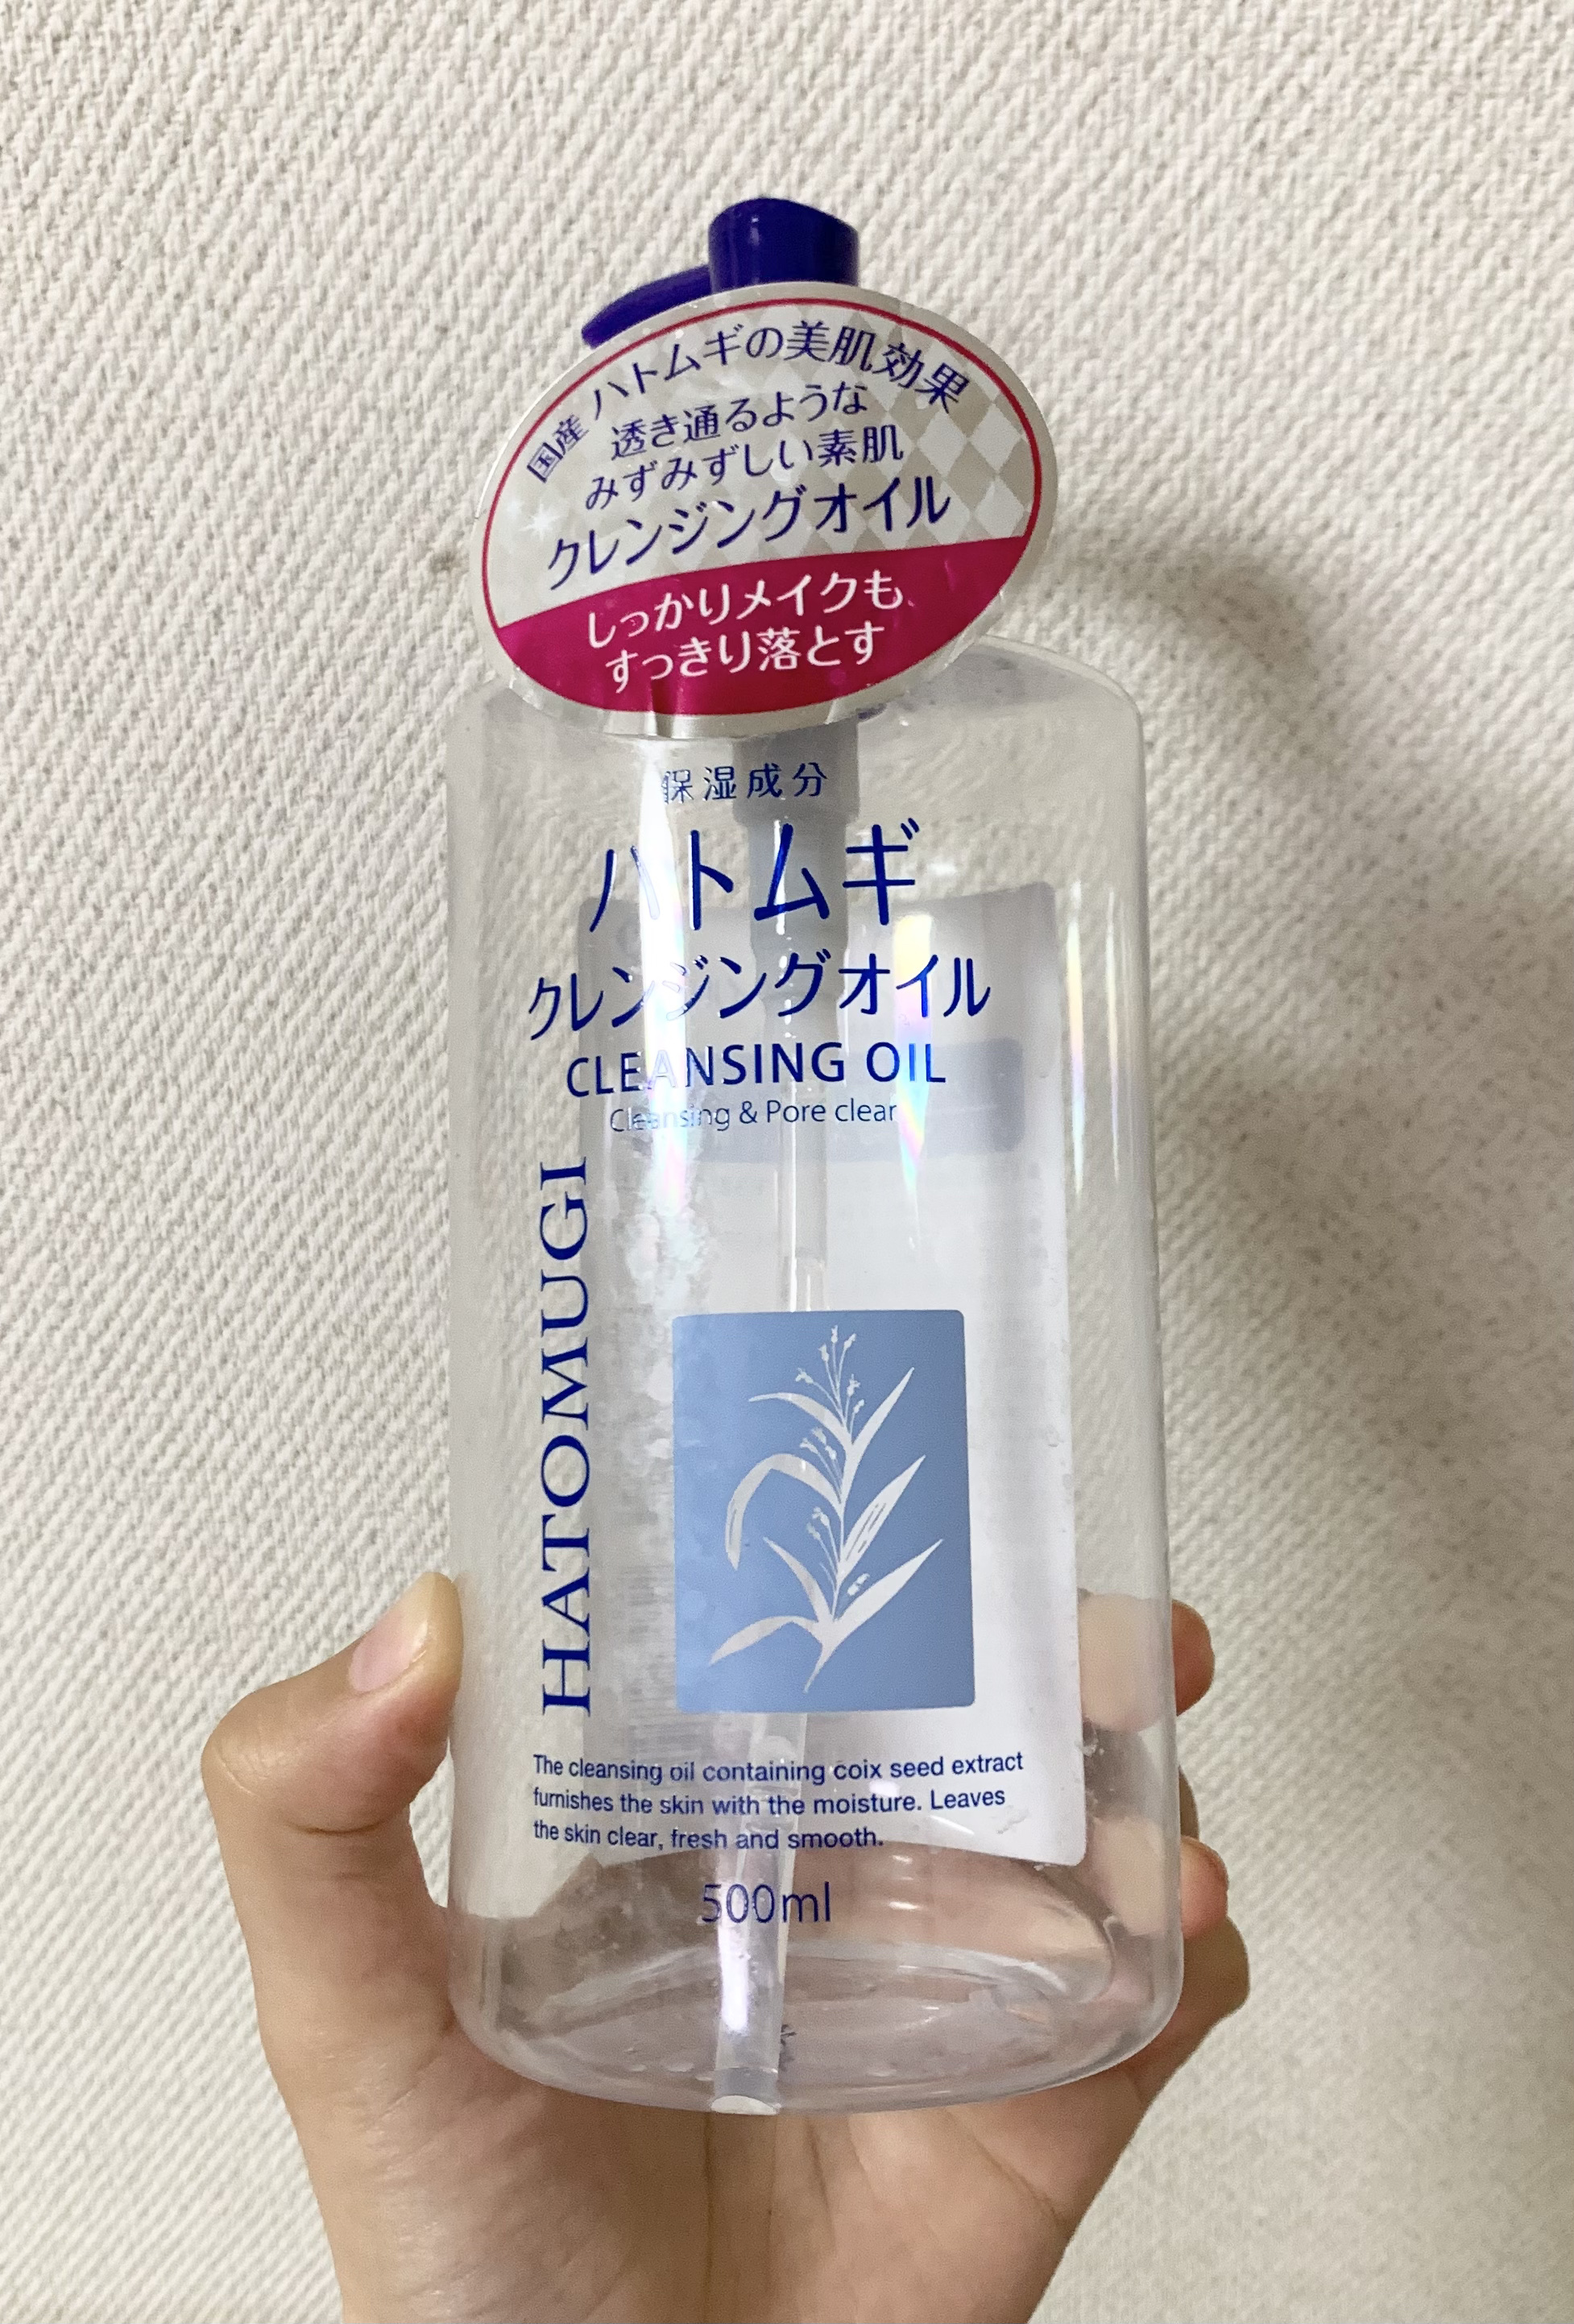 国産 ハトムギの美肌効果
透き通るような
みずみずしい素肌
クレンジングオイル
しっかりメイクも
すっきり落とす
保湿成分
ハトムギ
クレンジングオイル
CLEANSING OIL
Cleansing & Pore clear
HATOMUGI
The cleansing oil containing coix seed extract
furnishes the skin with the moisture. Leaves
the skin clear, fresh and smooth.
500ml